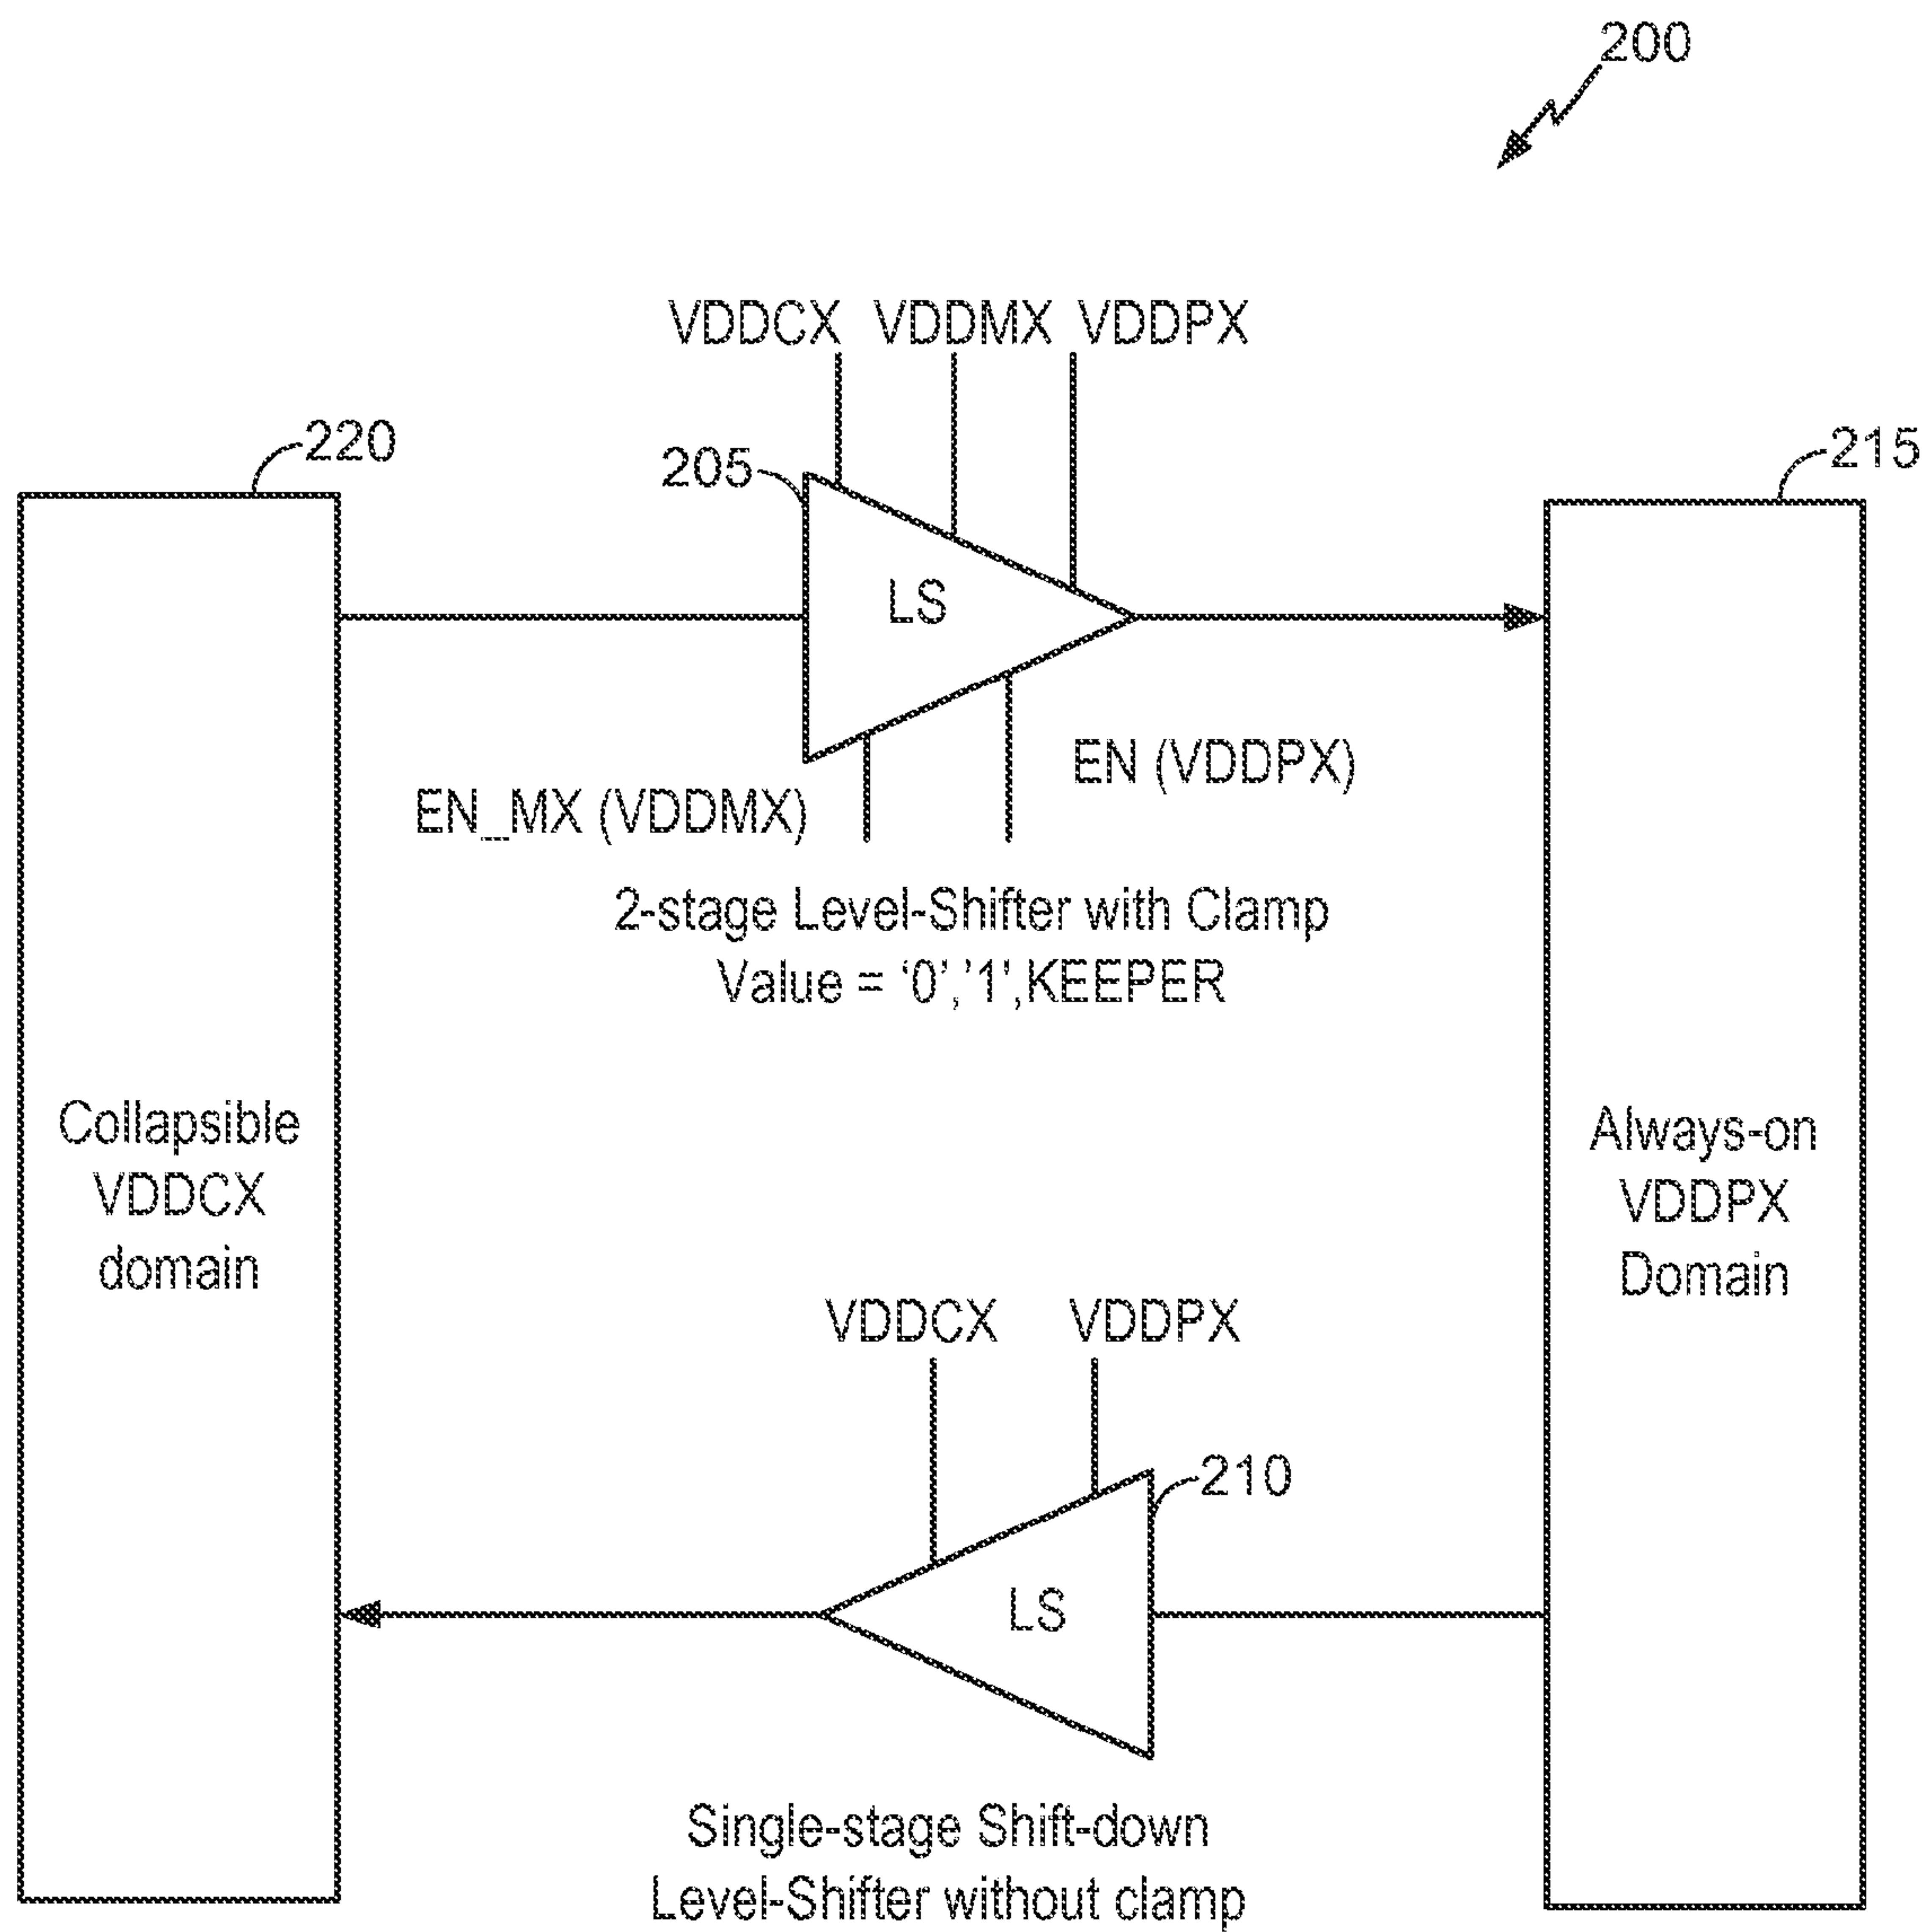 200
VDDCX VDDMX VDDPX
220
205
215
LS
EN (VDDPX)
EN_MX (VDDMX)
2-stage Level-Shifter with Clamp
Value = ‘0’,’1',KEEPER
Collapsible
VDDCX
domain
Always-on
VDDPX
Domain
VDDCX VDDPX
210
LS
Single-stage Shift-down
Level-Shifter without clamp